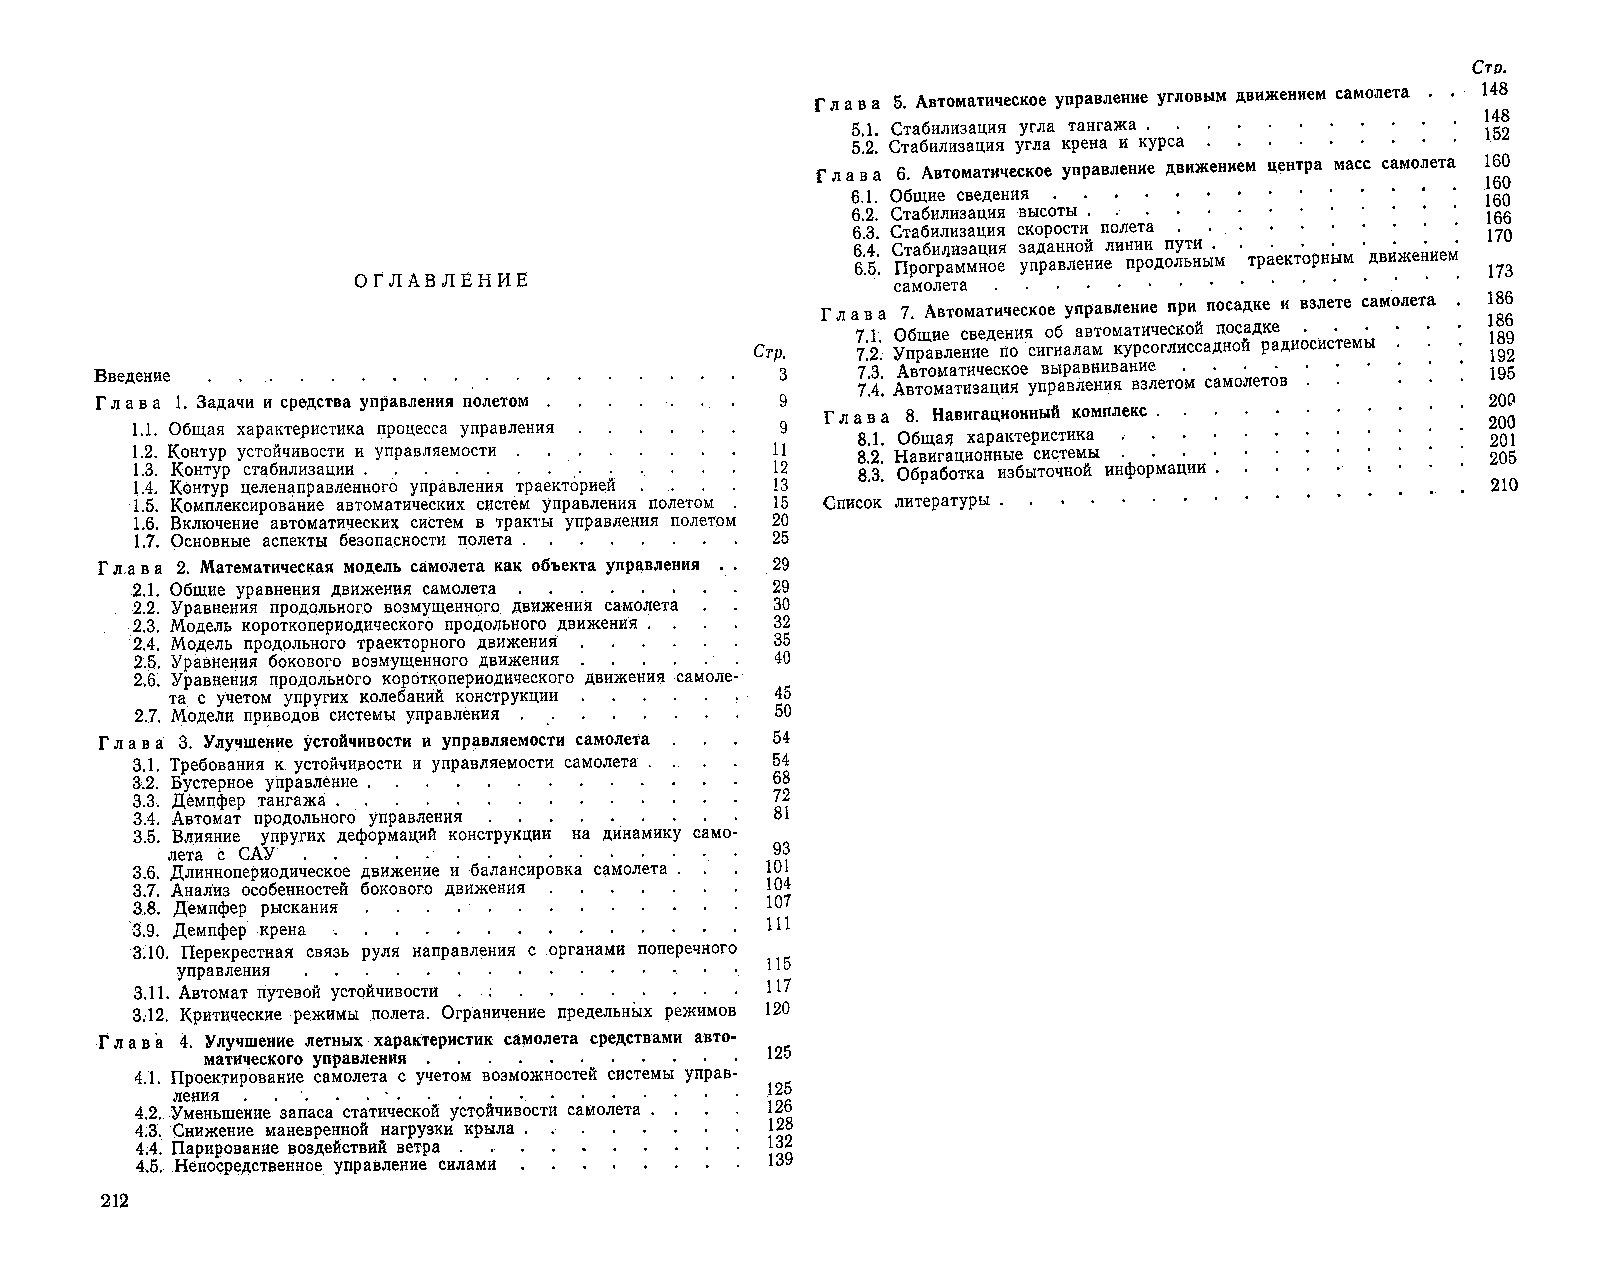 ОГЛАВЛЕНИЕ
Стр.
Введение . . . . . . . . . . . . . . . . . . 3
Глава 1. Задачи и средства управления полетом . . . . . . . 9
1.1. Общая характеристика процесса управления . . . . . . 9
1.2. Контур устойчивости и управляемости . . . . . . . . 11
1.3. Контур стабилизации . . . . . . . . . . . . . 12
1.4. Контур целенаправленного управления траекторией . . . . 13
1.5. Комплексирование автоматических систем управления полетом . 15
1.6. Включение автоматических систем в тракты управления полетом 20
1.7. Основные аспекты безопасности полета . . . . . . . . 25
Глава 2. Математическая модель самолета как объекта управления . . 29
2.1. Общие уравнения движения самолета . . . . . . . . 29
2.2. Уравнения продольного возмущенного движения самолета . . 30
2.3. Модель короткопериодического продольного движения . . . . 32
2.4. Модель продольного траекторного движения . . . . . . 35
2.5. Уравнения бокового возмущенного движения . . . . . . 40
2.6. Уравнения продольного короткопериодического движения самоле-
та с учетом упругих колебаний конструкции . . . . . . 45
2.7. Модели приводов системы управления . . . . . . . . 50
Глава 3. Улучшение устойчивости и управляемости самолета . . . 54
3.1. Требования к устойчивости и управляемости самолета . . . . 54
3.2. Бустерное управление . . . . . . . . . . . . . 68
3.3. Демпфер тангажа . . . . . . . . . . . . . . 72
3.4. Автомат продольного управления . . . . . . . . . 81
3.5. Влияние упругих деформаций конструкции на динамику само-
лета с САУ . . . . . . . . . . . . . . . 93
3.6. Длиннопериодическое движение и балансировка самолета . . . 101
3.7. Анализ особенностей бокового движения . . . . . . . 104
3.8. Демпфер рыскания . . . . . . . . . . . . . 107
3.9. Демпфер крена . . . . . . . . . . . . . . 111
3.10. Перекрестная связь руля направления с органами поперечного
управления . . . . . . . . . . . . . . . 115
3.11. Автомат путевой устойчивости . . . . . . . . . . 117
3.12. Критические режимы полета. Ограничение предельных режимов 120
Глава 4. Улучшение летных характеристик самолета средствами авто-
матического управления . . . . . . . . . . . 125
4.1. Проектирование самолета с учетом возможностей системы управ-
ления . . . . . . . . . . . . . . . . . 125
4.2. Уменьшение запаса статической устойчивости самолета . . . . 126
4.3. Снижение маневренной нагрузки крыла . . . . . . . . 128
4.4. Парирование воздействий ветра . . . . . . . . . . 132
4.5. Непосредственное управление силами . . . . . . . . 139
212
Стр.
Глава 5. Автоматическое управление угловым движением самолета . . 148
5.1. Стабилизация угла тангажа . . . . . . . . . . . 148
5.2. Стабилизация угла крена и курса . . . . . . . . . 152
Глава 6. Автоматическое управление движением центра масс самолета 160
6.1. Общие сведения . . . . . . . . . . . . . . 160
6.2. Стабилизация высоты . . . . . . . . . . . . . 160
6.3. Стабилизация скорости полета . . . . . . . . . . 166
6.4. Стабилизация заданной линии пути . . . . . . . . . 170
6.5. Программное управление продольным траекторным движением
самолета . . . . . . . . . . . . . . . . 173
Глава 7. Автоматическое управление при посадке и взлете самолета . 186
7.1. Общие сведения об автоматической посадке . . . . . . 186
7.2. Управление по сигналам курсоглиссадной радиосистемы . . . 189
7.3. Автоматическое выравнивание . . . . . . . . . . 192
7.4. Автоматизация управления взлетом самолетов . . . . . 195
Глава 8. Навигационный комплекс . . . . . . . . . . . 200
8.1. Общая характеристика . . . . . . . . . . . . 200
8.2. Навигационные системы . . . . . . . . . . . . 201
8.3. Обработка избыточной информации . . . . . . . . . 205
Список литературы . . . . . . . . . . . . . . . . 210